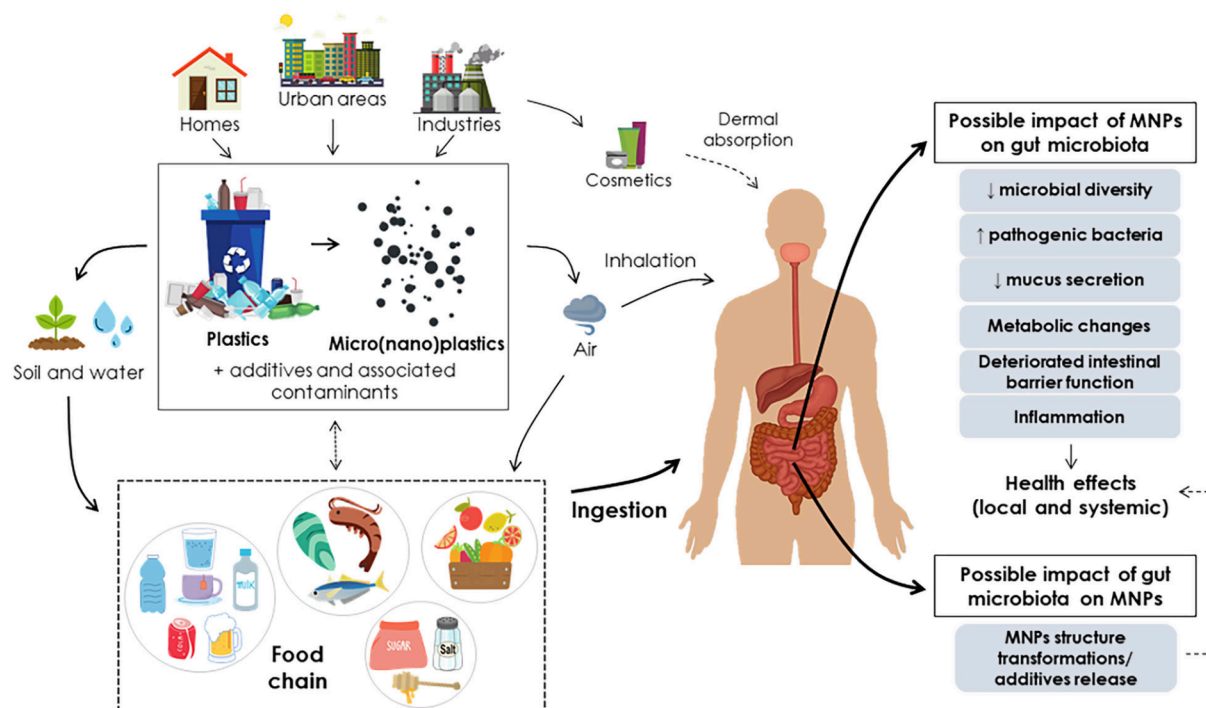 Homes
Urban areas
Industries
Cosmetics
Dermal
absorption
Plastics
Micro(nano)plastics
+ additives and associated
contaminants
Soil and water
Air
Inhalation
Ingestion
MILK
COLA
SUGAR
Salt
Food
chain
Possible impact of MNPs
on gut microbiota
↓ microbial diversity
↑ pathogenic bacteria
↓ mucus secretion
Metabolic changes
Deteriorated intestinal
barrier function
Inflammation
Health effects
(local and systemic)
Possible impact of gut
microbiota on MNPs
MNPs structure
transformations/
additives release